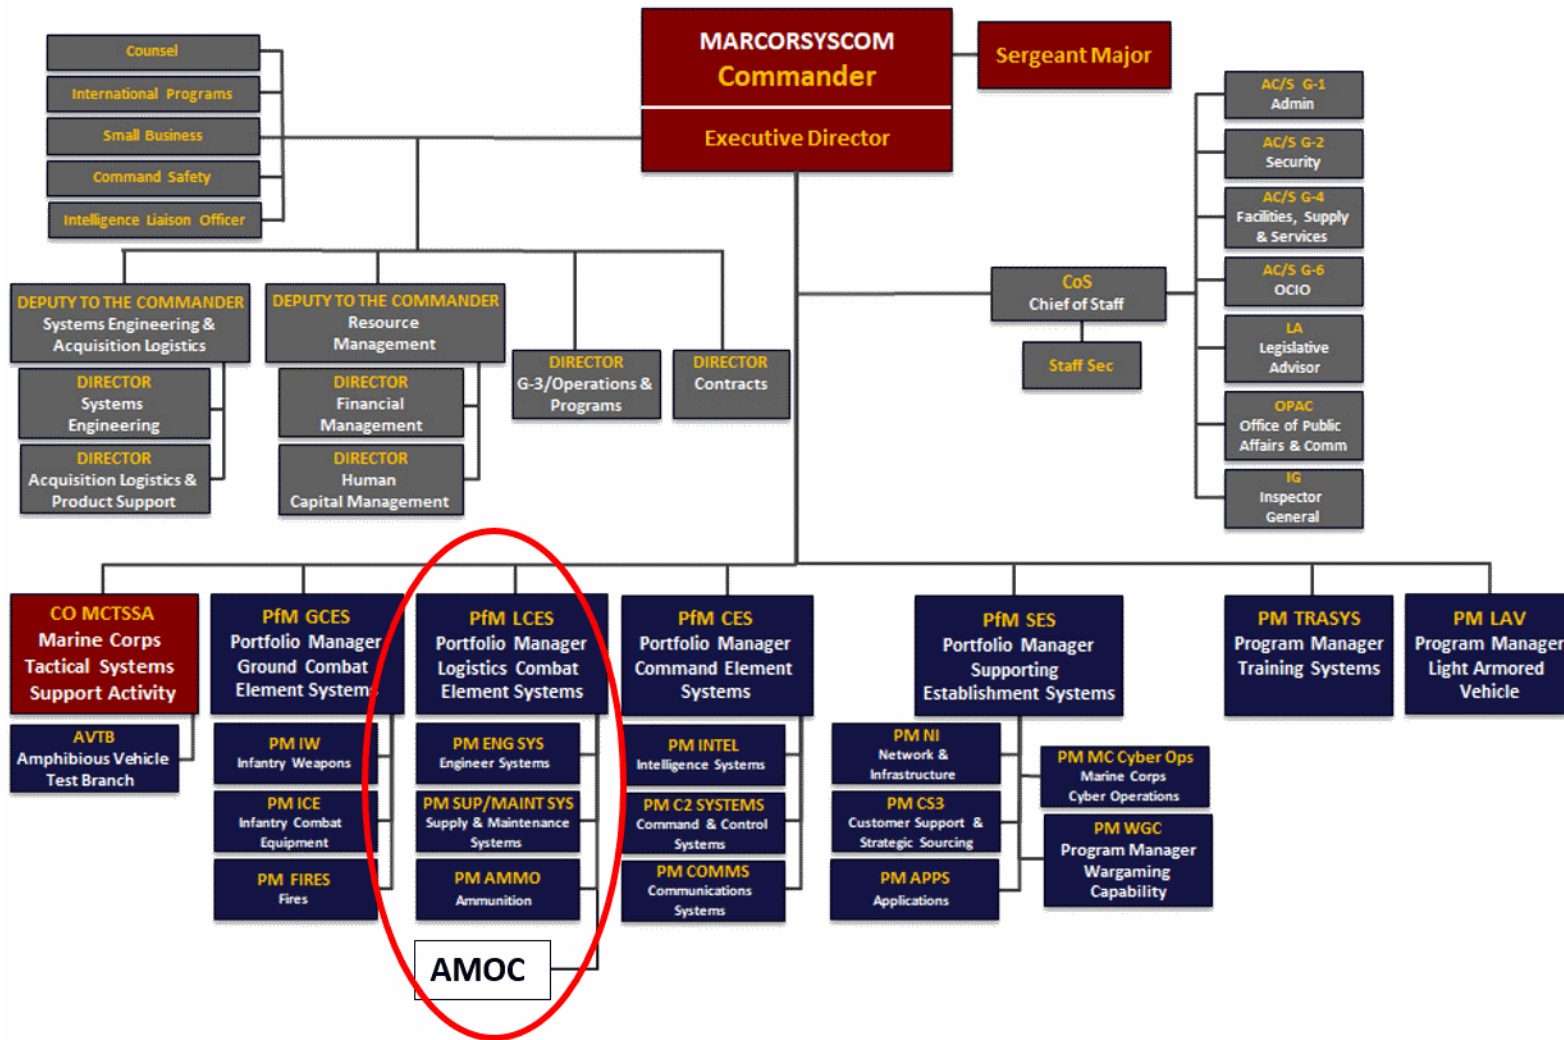 MARCORSYSCOM
Commander
Executive Director
Sergeant Major
Counsel
International Programs
Small Business
Command Safety
Intelligence Liaison Officer
AC/S G-1
Admin
AC/S G-2
Security
AC/S G-4
Facilities, Supply
& Services
AC/S G-6
OCIO
LA
Legislative
Advisor
OPAC
Office of Public
Affairs & Comm
IG
Inspector
General
CoS
Chief of Staff
Staff Sec
DEPUTY TO THE COMMANDER
Systems Engineering &
Acquisition Logistics
DIRECTOR
Systems
Engineering
DIRECTOR
Acquisition Logistics &
Product Support
DEPUTY TO THE COMMANDER
Resource
Management
DIRECTOR
Financial
Management
DIRECTOR
Human
Capital Management
DIRECTOR
G-3/Operations &
Programs
DIRECTOR
Contracts
CO MCTSSA
Marine Corps
Tactical Systems
Support Activity
AVTB
Amphibious Vehicle
Test Branch
PfM GCES
Portfolio Manager
Ground Combat
Element Systems
PM IW
Infantry Weapons
PM ICE
Infantry Combat
Equipment
PM FIRES
Fires
PfM LCES
Portfolio Manager
Logistics Combat
Element Systems
PM ENG SYS
Engineer Systems
PM SUP/MAINT SYS
Supply & Maintenance
Systems
PM AMMO
Ammunition
AMOC
PfM CES
Portfolio Manager
Command Element
Systems
PM INTEL
Intelligence Systems
PM C2 SYSTEMS
Command & Control
Systems
PM COMMS
Communications
Systems
PfM SES
Portfolio Manager
Supporting
Establishment Systems
PM NI
Network &
Infrastructure
PM CS3
Customer Support &
Strategic Sourcing
PM APPS
Applications
PM MC Cyber Ops
Marine Corps
Cyber Operations
PM WGC
Program Manager
Wargaming
Capability
PM TRASYS
Program Manager
Training Systems
PM LAV
Program Manager
Light Armored
Vehicle